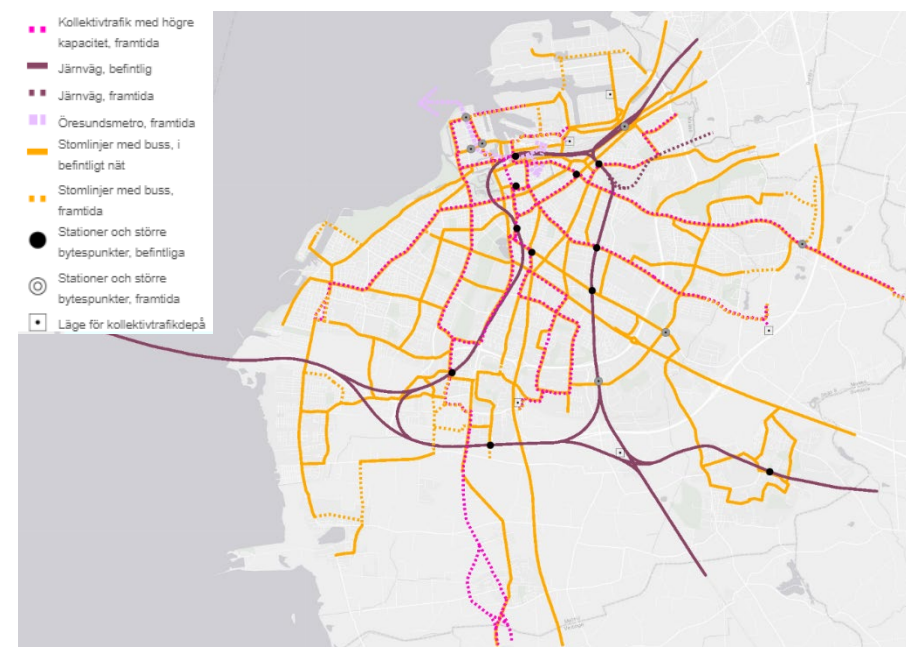 Kollektivtrafik med högre
kapacitet, framtida
Järnväg, befintlig
Järnväg, framtida
Öresundsmetro, framtida
Stomlinjer med buss, i
befintligt nät
Stomlinjer med buss,
framtida
Stationer och större
bytespunkter, befintliga
Stationer och större
bytespunkter, framtida
Läge för kollektivtrafikdepå